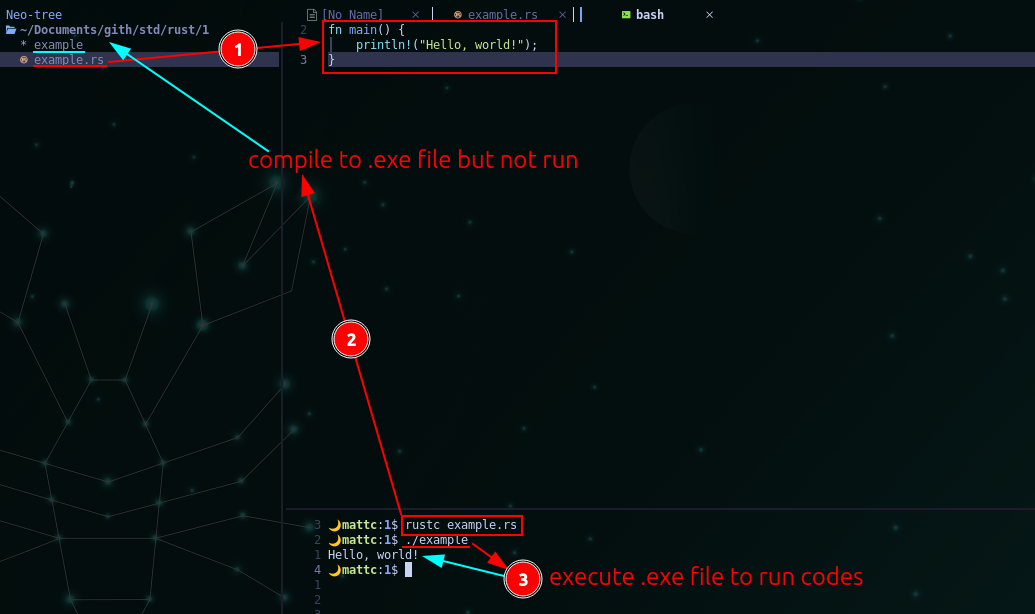 Neo-tree
[No Name] × example.rs × bash ×
~/Documents/gith/std/rust/1
* example
example.rs
1
2 fn main() {
println!("Hello, world!");
3 }
compile to .exe file but not run
2
3 mattc:1$ rustc example.rs
2 mattc:1$ ./example
1 Hello, world!
4 mattc:1$
1
2
3
3
execute .exe file to run codes